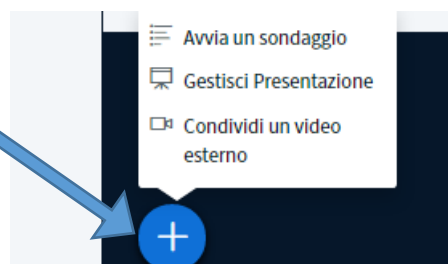 Avvia un sondaggio
Gestisci Presentazione
Condividi un video
esterno